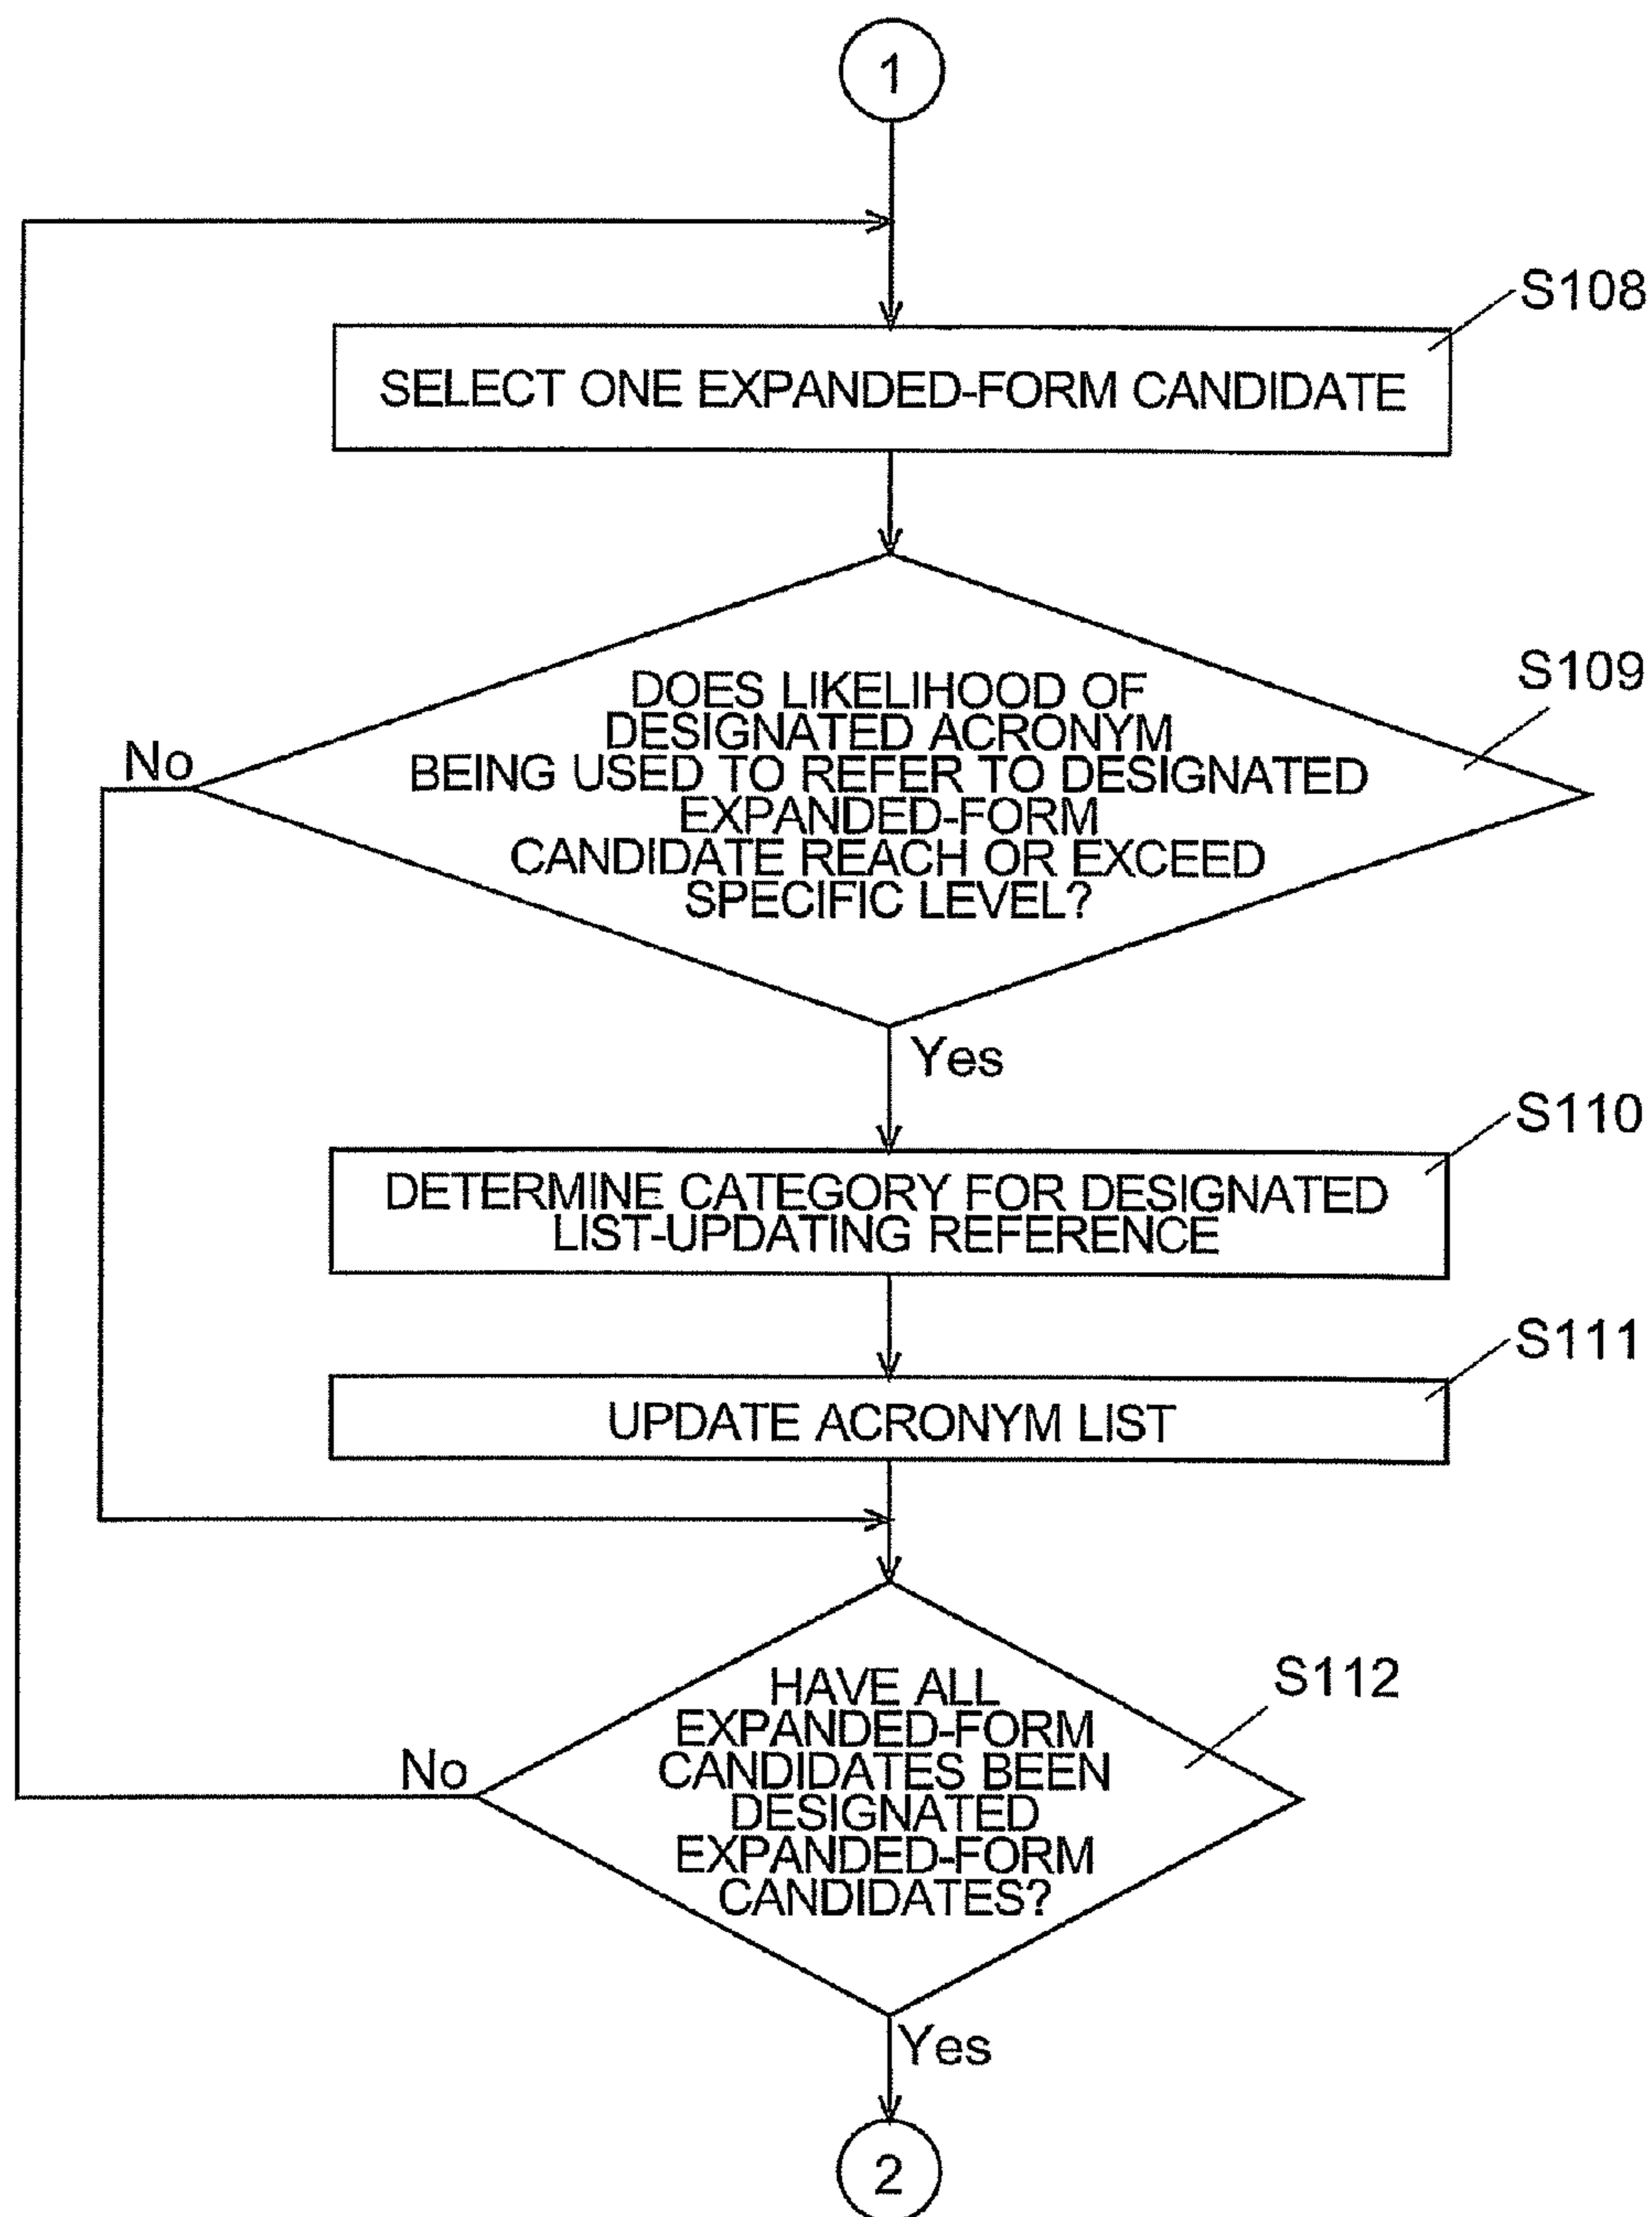 1
S108
SELECT ONE EXPANDED-FORM CANDIDATE
S109
DOES LIKELIHOOD OF
DESIGNATED ACRONYM
BEING USED TO REFER TO DESIGNATED
EXPANDED-FORM
CANDIDATE REACH OR EXCEED
SPECIFIC LEVEL?
No
Yes
S110
DETERMINE CATEGORY FOR DESIGNATED
LIST-UPDATING REFERENCE
S111
UPDATE ACRONYM LIST
S112
HAVE ALL
EXPANDED-FORM
CANDIDATES BEEN
DESIGNATED
EXPANDED-FORM
CANDIDATES?
No
Yes
2